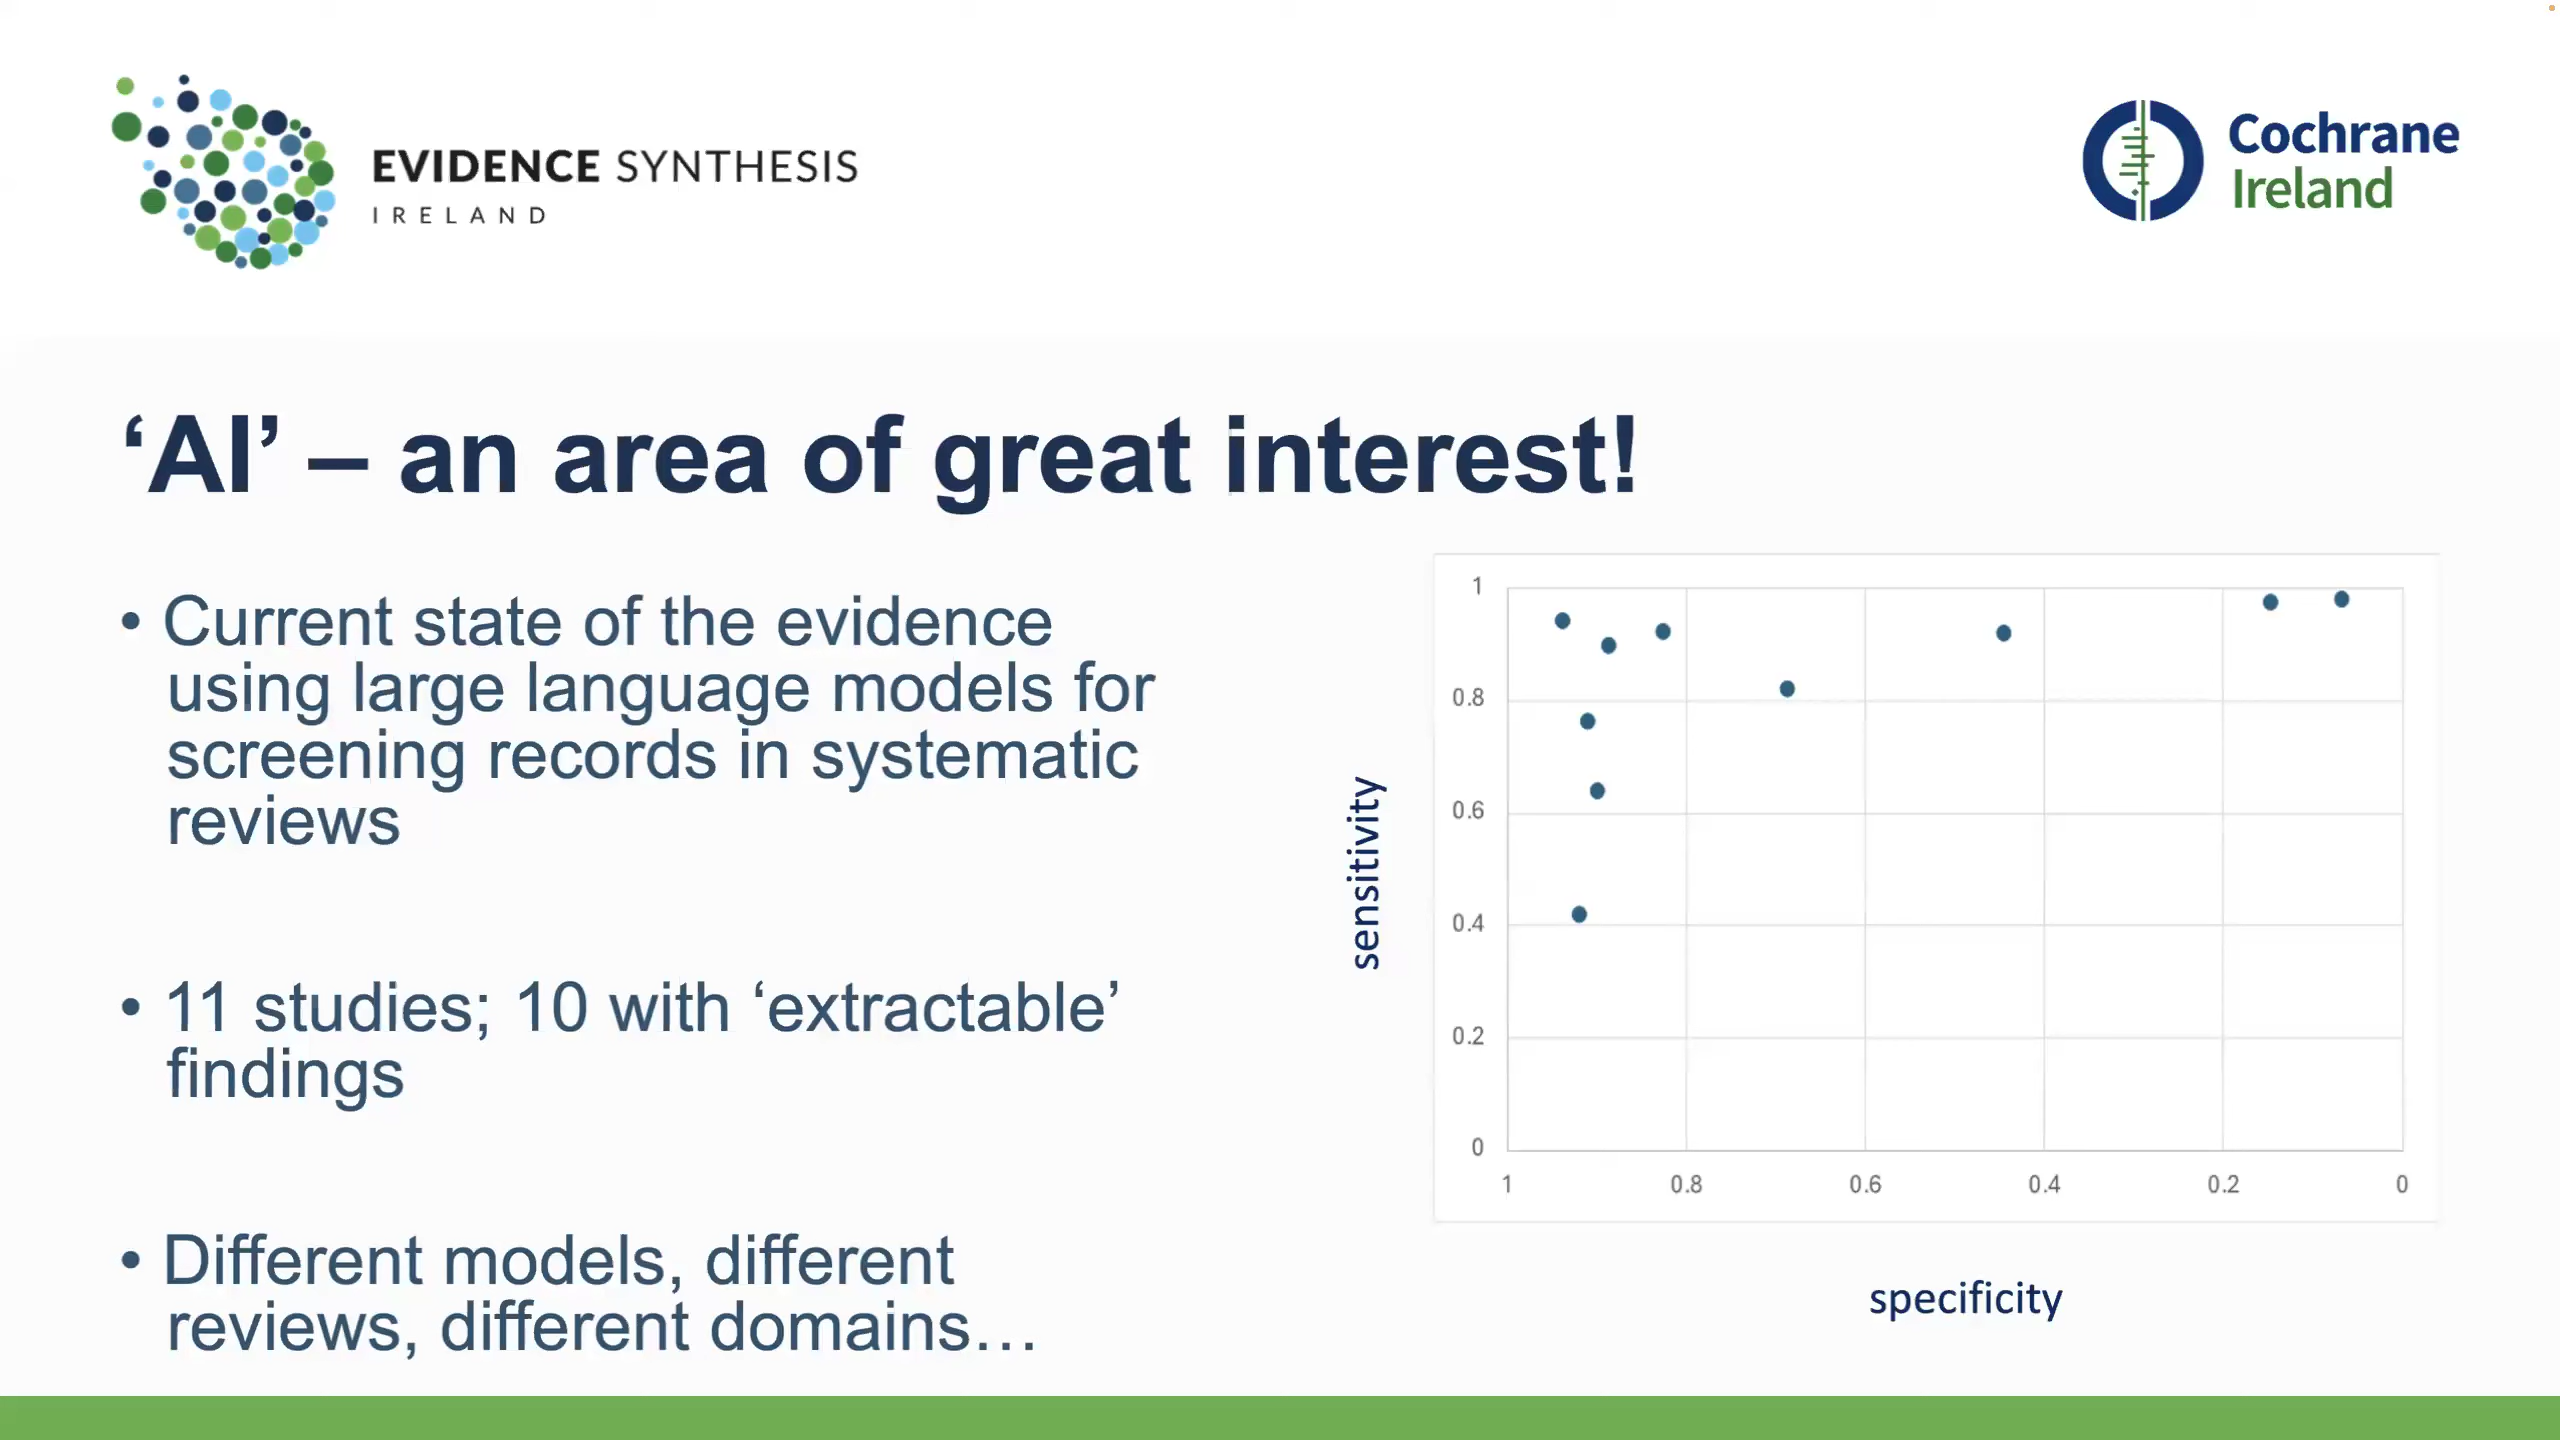 EVIDENCE SYNTHESIS
IRELAND
Cochrane
Ireland
‘AI’ – an area of great interest!
• Current state of the evidence
using large language models for
screening records in systematic
reviews
• 11 studies; 10 with ‘extractable’
findings
• Different models, different
reviews, different domains…
sensitivity
1
0.8
0.6
0.4
0.2
0
1 0.8 0.6 0.4 0.2 0
specificity